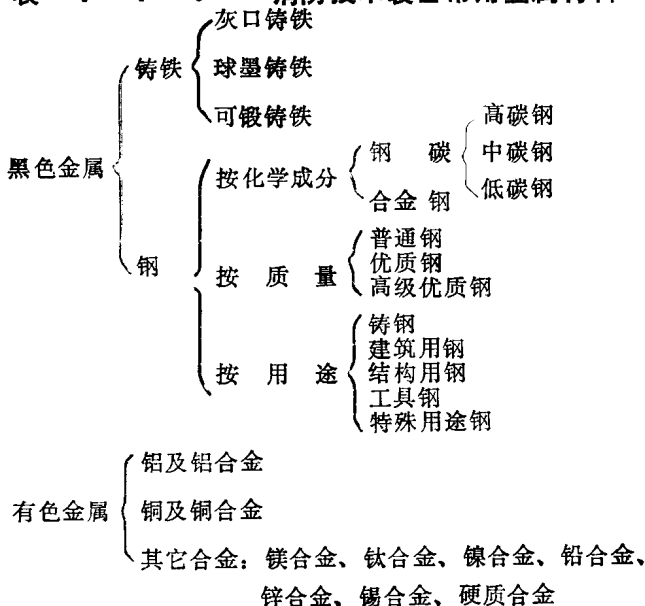 灰口铸铁
铸铁 球墨铸铁
可锻铸铁
高碳钢
钢 碳 中碳钢
黑色金属 按化学成分
合金 钢 低碳钢
普通钢
钢 优质钢
按 质 量 高级优质钢
铸钢
建筑用钢
按 用 途 结构用钢
工具钢
特殊用途钢
铝及铝合金
有色金属 铜及铜合金
其它合金：镁合金、钛合金、镍合金、铅合金、
锌合金、锡合金、硬质合金